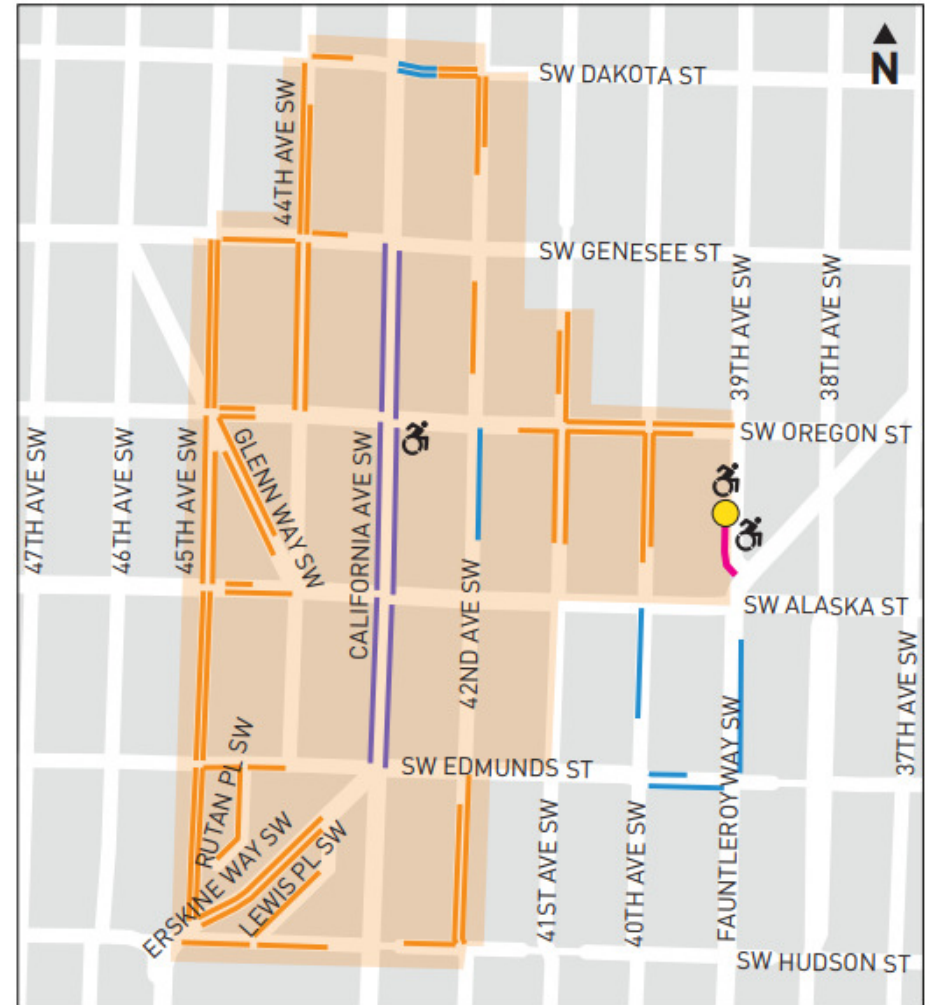 N
SW DAKOTA ST
44TH AVE SW
SW GENESEE ST
39TH AVE SW
38TH AVE SW
SW OREGON ST
47TH AVE SW
46TH AVE SW
45TH AVE SW
GLENN WAY SW
CALIFORNIA AVE SW
42ND AVE SW
SW ALASKA ST
37TH AVE SW
RUTAN PL SW
SW EDMUNDS ST
FAUNTLEROY WAY SW
ERSKINE WAY SW
LEWIS PL SW
41ST AVE SW
40TH AVE SW
SW HUDSON ST